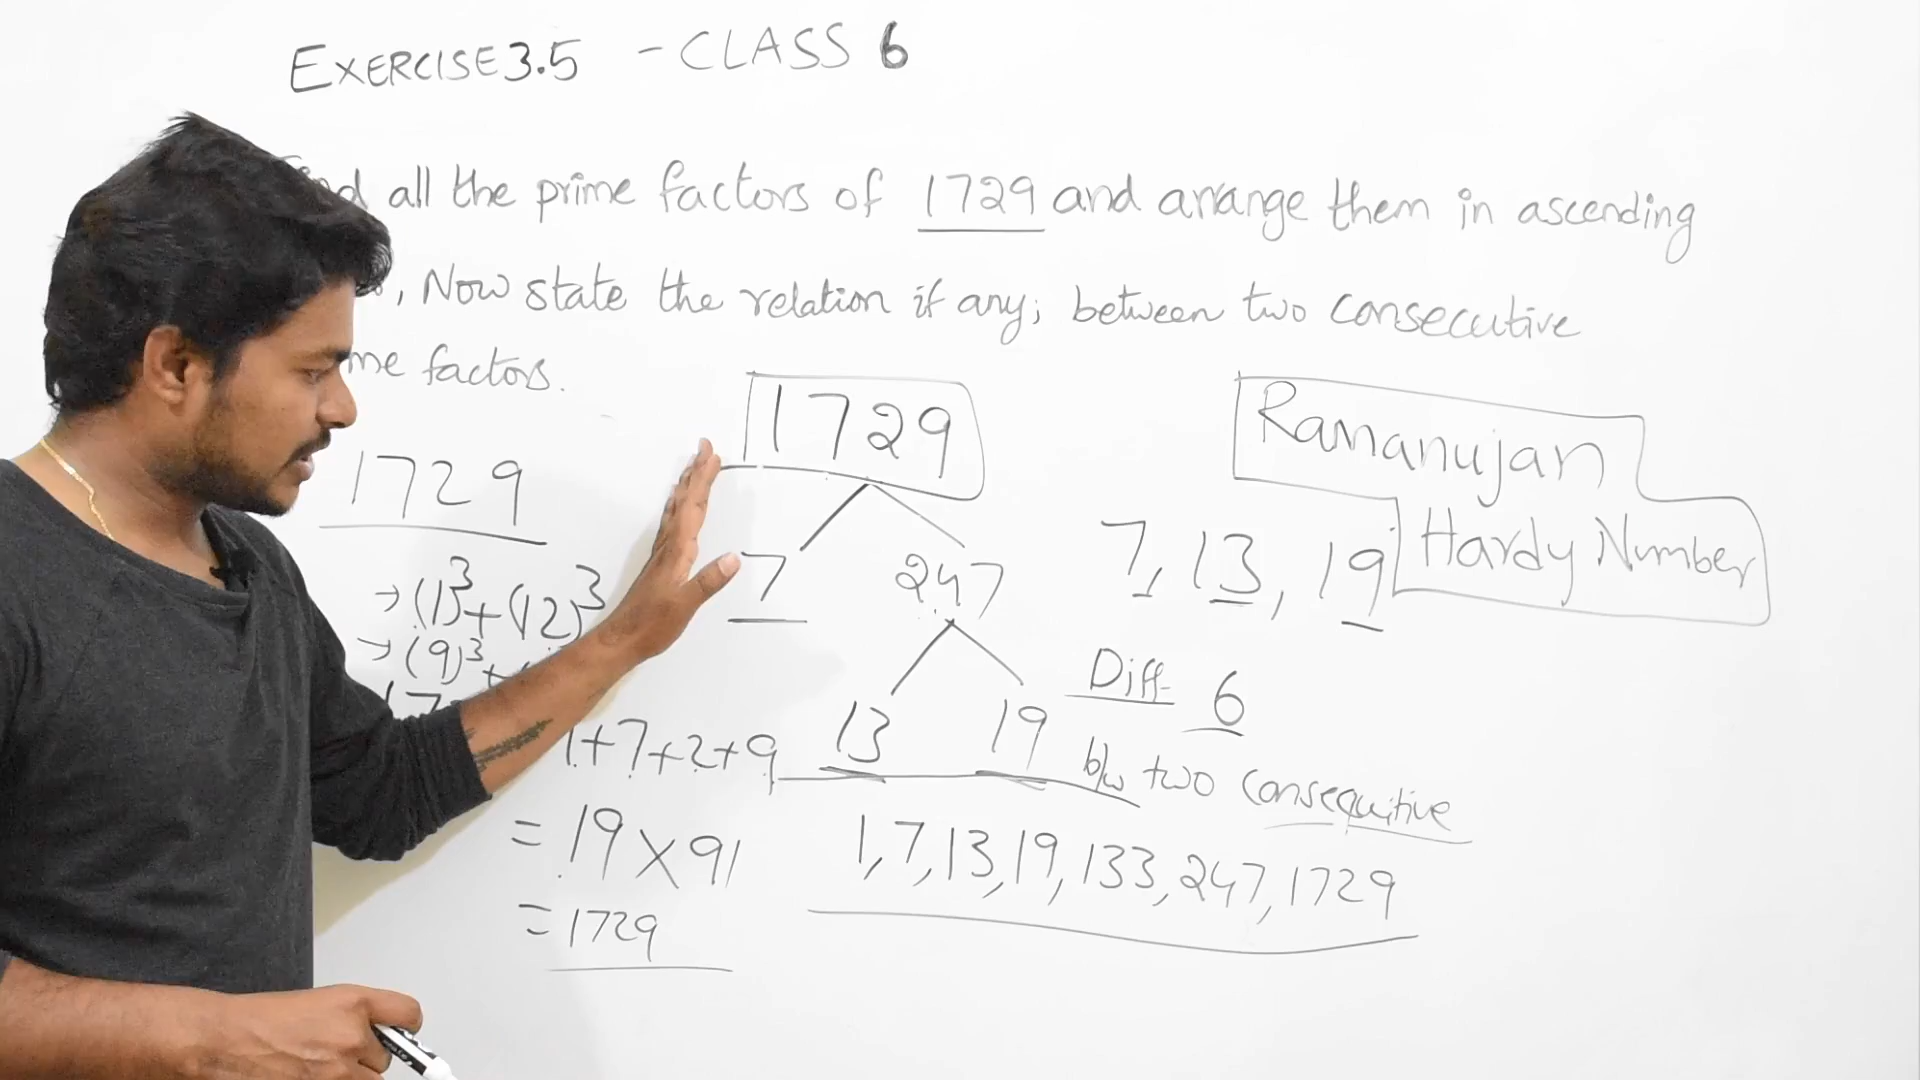 EXERCISE 3.5 - CLASS 6
all the prime factors of 1729 and arrange them in ascending
, Now state the relation if any; between two consecutive
me factors.
1729
1729
Ramanujan
Hardy Number
7, 13, 19
7 247
→ (1)³+(12)³
→ (9)³+
13 19
Diff 6
b/w two consequitive
1+7+2+9
= 19 X 91
= 1729
1,7,13,19,133,247,1729